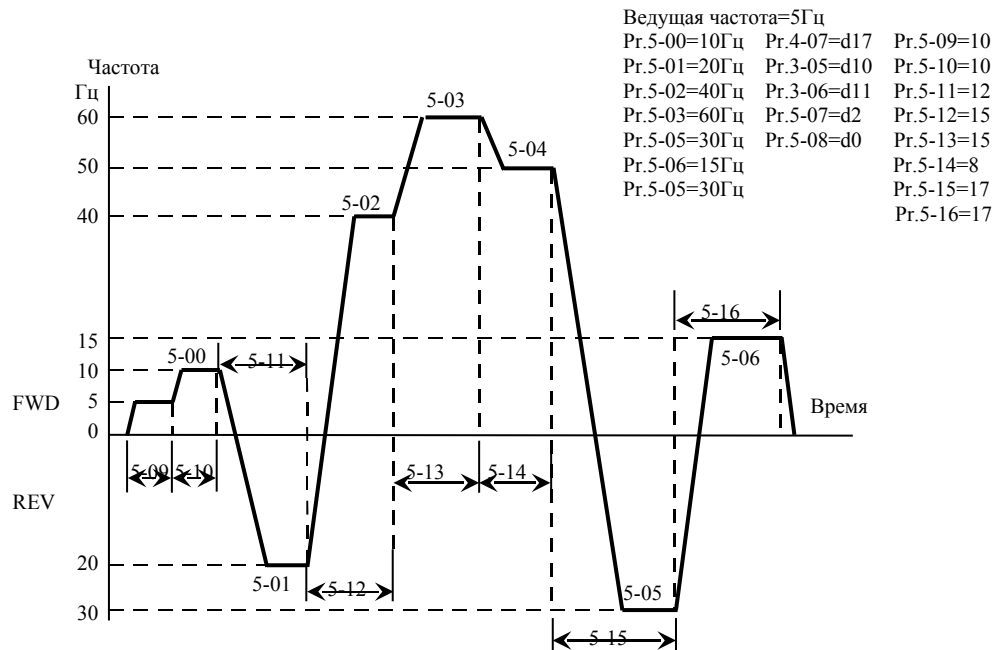 Ведущая частота=5Гц
Pr.5-00=10Гц Pr.4-07=d17 Pr.5-09=10
Pr.5-01=20Гц Pr.3-05=d10 Pr.5-10=10
Pr.5-02=40Гц Pr.3-06=d11 Pr.5-11=12
Pr.5-03=60Гц Pr.5-07=d2 Pr.5-12=15
Pr.5-05=30Гц Pr.5-08=d0 Pr.5-13=15
Pr.5-06=15Гц Pr.5-14=8
Pr.5-05=30Гц Pr.5-15=17
Pr.5-16=17
Частота
Гц
5-03
60
5-04
50
5-02
40
5-16
15
5-00 5-11 5-06
10
FWD 5 Время
0
5-09 5-10 5-13 5-14
REV
20
5-01 5-12 5-05
30
5-15